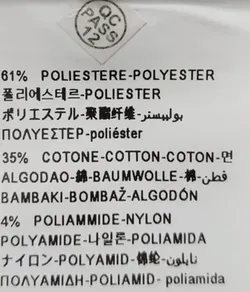 QC
PASS
12
61% POLIESTERE-POLYESTER
폴리에스테르-POLIESTER
ポリエステル-聚酯纤维-بوليستر
ΠΟΛΥΕΣΤΕΡ-poliéster
35% COTONE-COTTON-COTON-면
ALGODAO-綿-BAUMWOLLE-棉-قطن
BAMBAKI-BOMBAŽ-ALGODÓN
4% POLIAMMIDE-NYLON
POLYAMIDE-나일론-POLIAMIDA
ナイロン-POLYAMID-锦纶-نايلون
ΠΟΛΥΑΜΙΔΗ-POLIAMID- poliamida